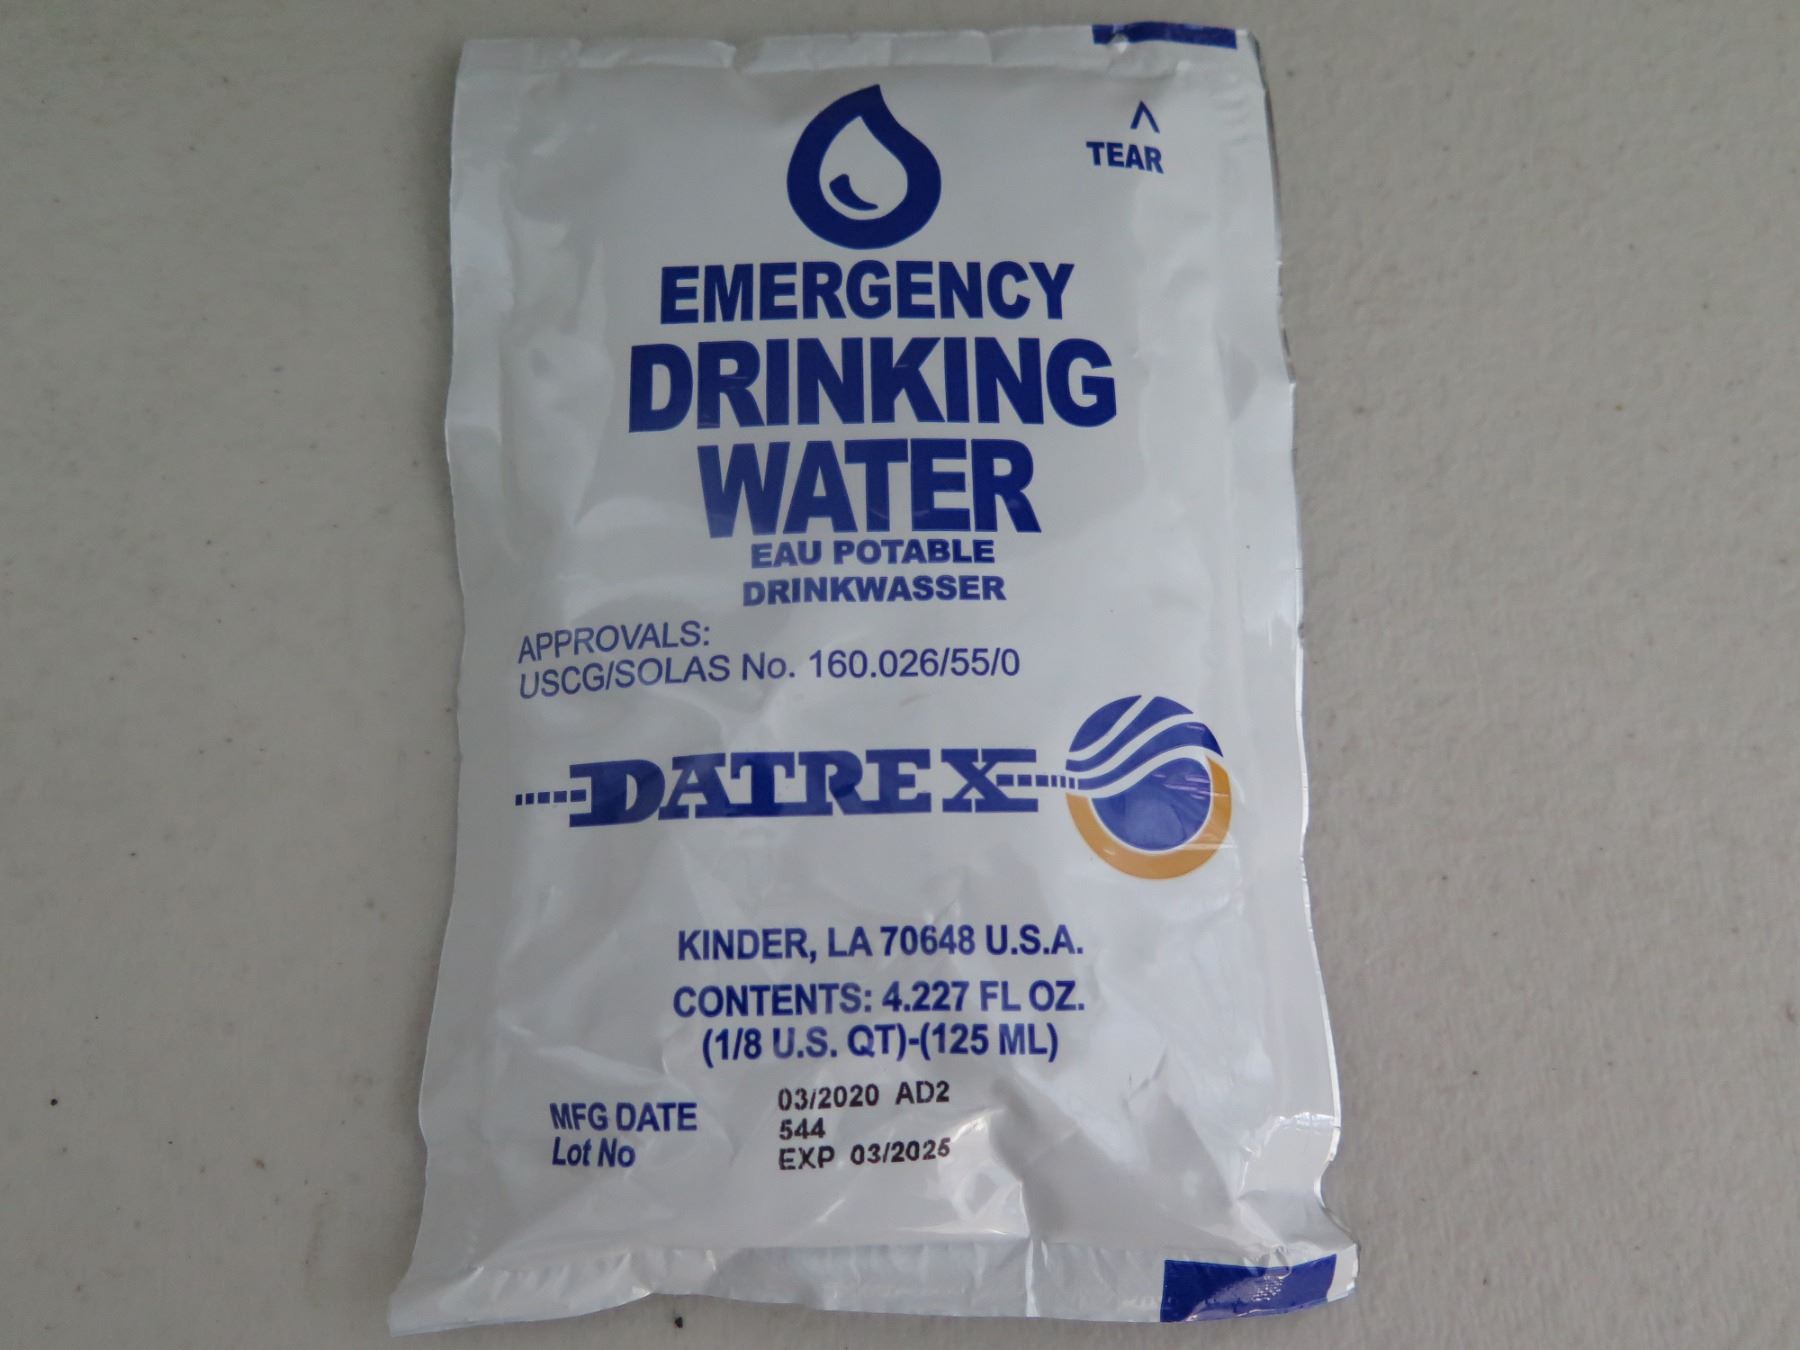 TEAR
EMERGENCY
DRINKING
WATER
EAU POTABLE
DRINKWASSER
APPROVALS:
USCG/SOLAS No. 160.026/55/0
DATREX
KINDER, LA 70648 U.S.A.
CONTENTS: 4.227 FL OZ.
(1/8 U.S. QT)-(125 ML)
MFG DATE 03/2020 AD2
Lot No 544
EXP 03/2025